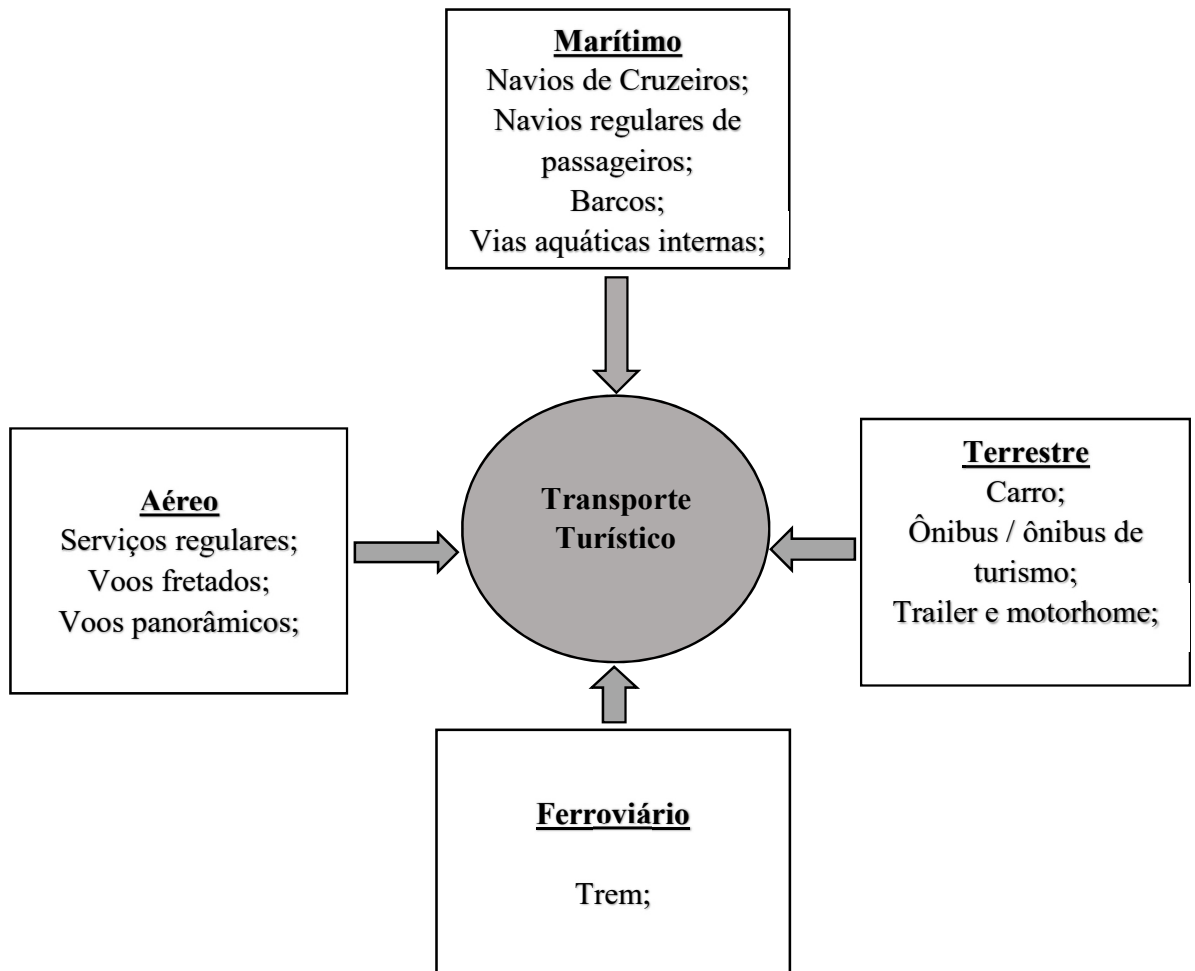 Marítimo
Navios de Cruzeiros;
Navios regulares de
passageiros;
Barcos;
Vias aquáticas internas;
Aéreo
Serviços regulares;
Voos fretados;
Voos panorâmicos;
Transporte
Turístico
Terrestre
Carro;
Ônibus / ônibus de
turismo;
Trailer e motorhome;
Ferroviário
Trem;